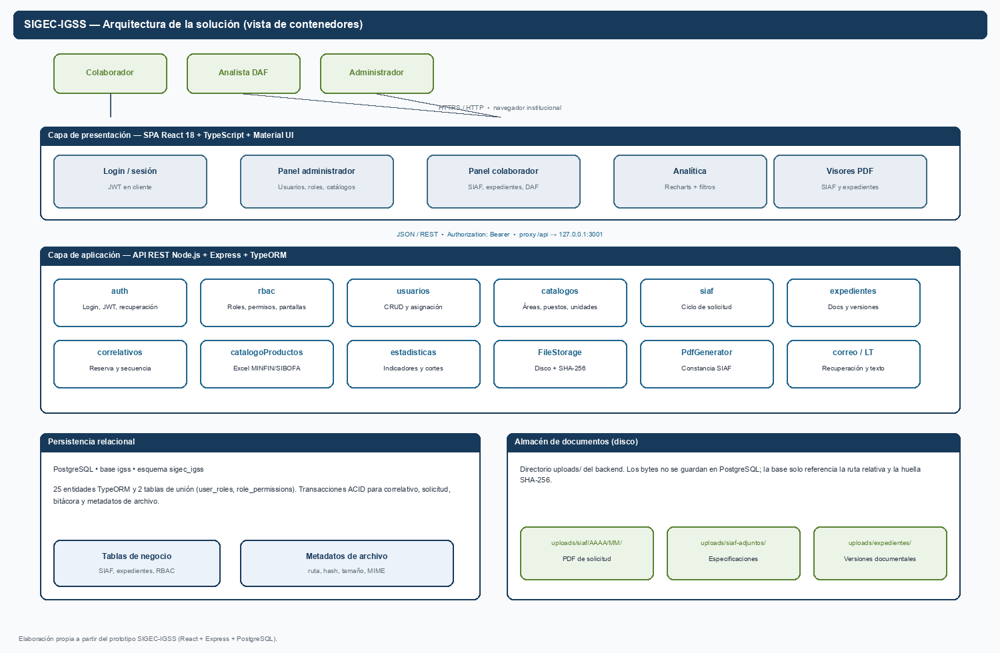 SIGEC-IGSS — Arquitectura de la solución (vista de contenedores)
Colaborador
Analista DAF
Administrador
HTTPS / HTTP • navegador institucional
Capa de presentación — SPA React 18 + TypeScript + Material UI
Login / sesión
JWT en cliente
Panel administrador
Usuarios, roles, catálogos
Panel colaborador
SIAF, expedientes, DAF
Analítica
Recharts + filtros
Visores PDF
SIAF y expedientes
JSON / REST • Authorization: Bearer • proxy /api → 127.0.0.1:3001
Capa de aplicación — API REST Node.js + Express + TypeORM
auth
Login, JWT, recuperación
rbac
Roles, permisos, pantallas
usuarios
CRUD y asignación
catalogos
Áreas, puestos, unidades
siaf
Ciclo de solicitud
expedientes
Docs y versiones
correlativos
Reserva y secuencia
catalogoProductos
Excel MINFIN/SIBOFA
estadisticas
Indicadores y cortes
FileStorage
Disco + SHA-256
PdfGenerator
Constancia SIAF
correo / LT
Recuperación y texto
Persistencia relacional
PostgreSQL • base igss • esquema sigec_igss
25 entidades TypeORM y 2 tablas de unión (user_roles, role_permissions). Transacciones ACID para correlativo, solicitud,
bitácora y metadatos de archivo.
Tablas de negocio
SIAF, expedientes, RBAC
Metadatos de archivo
ruta, hash, tamaño, MIME
Almacén de documentos (disco)
Directorio uploads/ del backend. Los bytes no se guardan en PostgreSQL; la base solo referencia la ruta relativa y la huella
SHA-256.
uploads/siaf/AAAA/MM/
PDF de solicitud
uploads/siaf-adjuntos/
Especificaciones
uploads/expedientes/
Versiones documentales
Elaboración propia a partir del prototipo SIGEC-IGSS (React + Express + PostgreSQL).